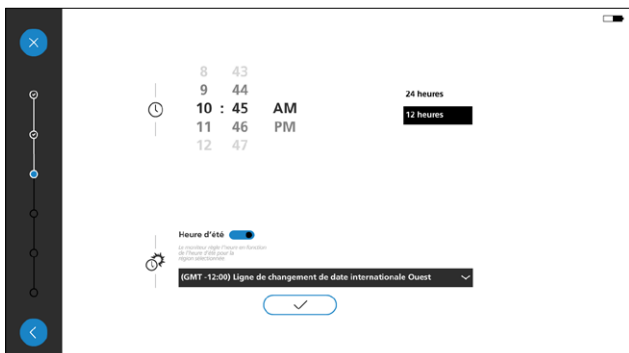 8 43
9 44
10 : 45 AM
11 46 PM
12 47
24 heures
12 heures
Heure d'été
Le moniteur règle l'heure en fonction
de l'heure d'été pour la
région sélectionnée.
(GMT -12:00) Ligne de changement de date internationale Ouest